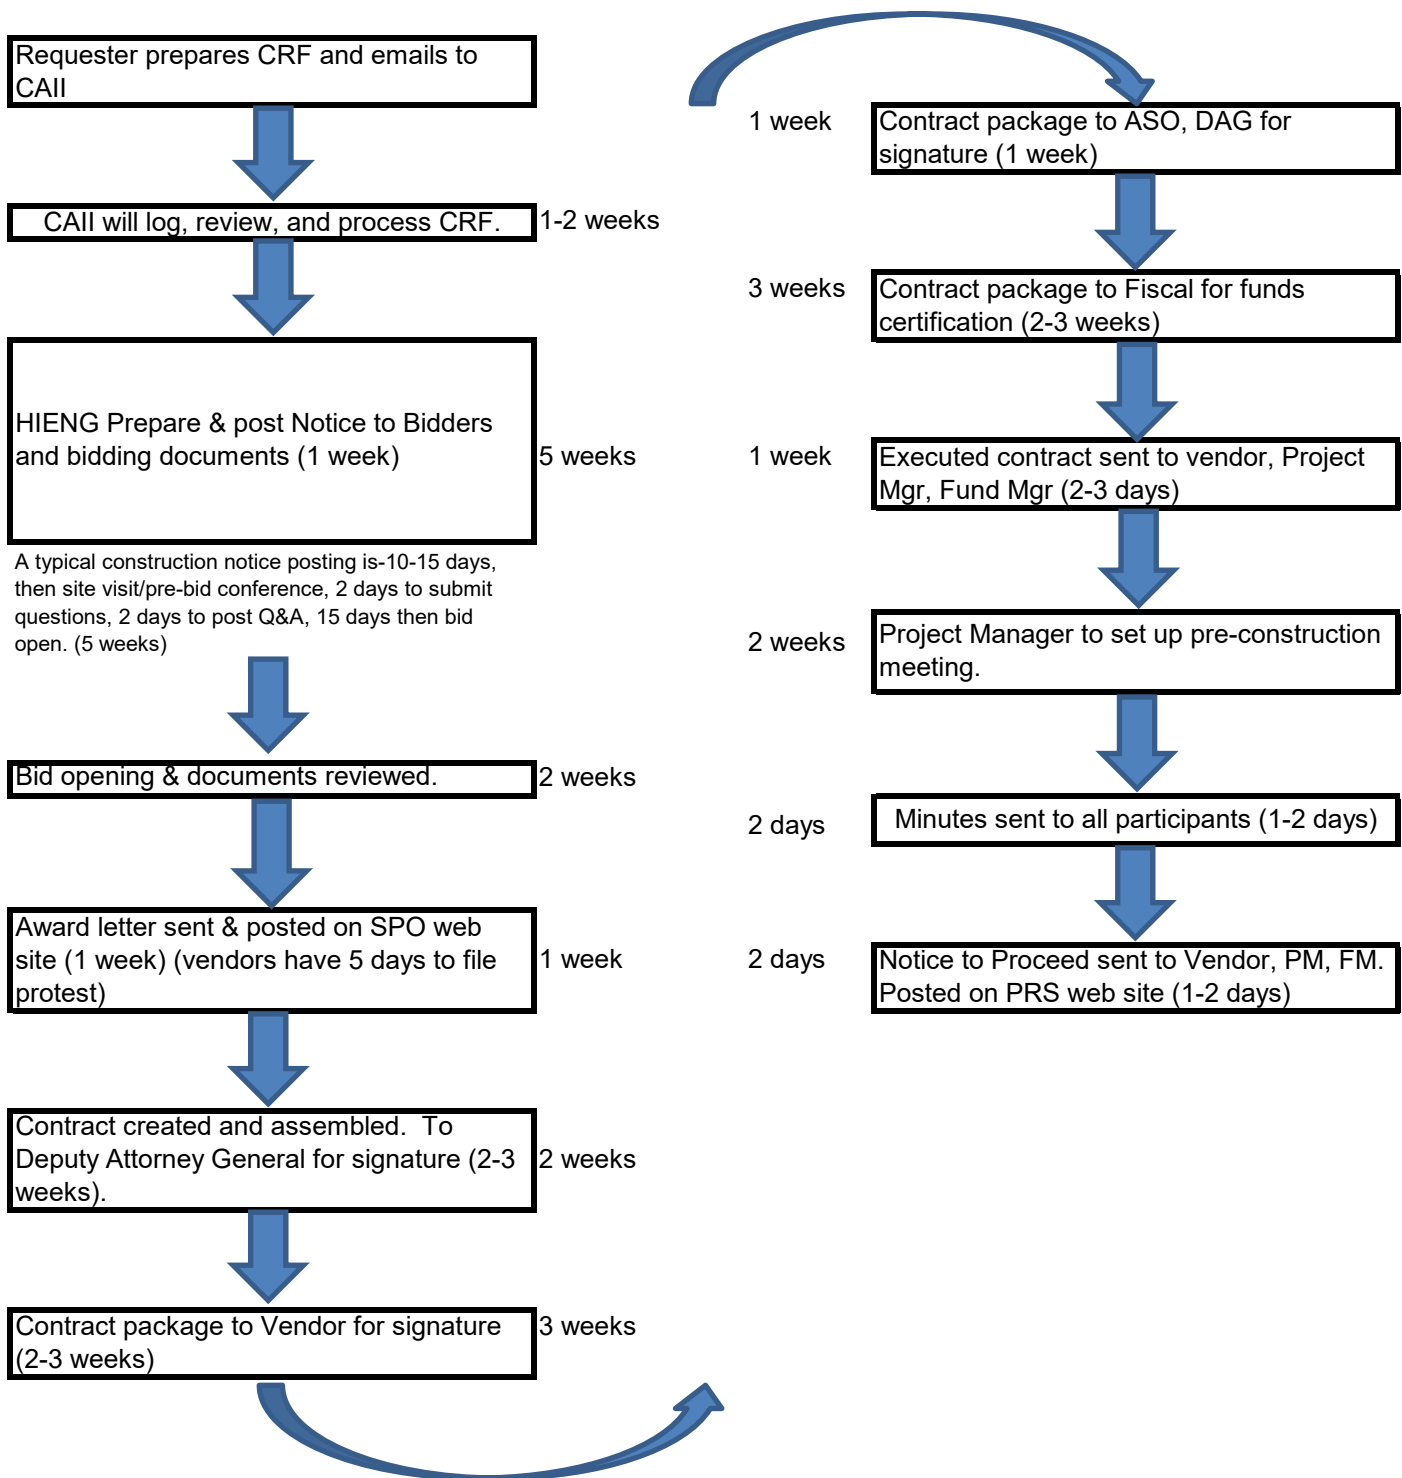 Requester prepares CRF and emails to
CAII
CAII will log, review, and process CRF.
1-2 weeks
HIENG Prepare & post Notice to Bidders
and bidding documents (1 week)
5 weeks
A typical construction notice posting is-10-15 days,
then site visit/pre-bid conference, 2 days to submit
questions, 2 days to post Q&A, 15 days then bid
open. (5 weeks)
Bid opening & documents reviewed.
2 weeks
Award letter sent & posted on SPO web
site (1 week) (vendors have 5 days to file
protest)
1 week
Contract created and assembled.  To
Deputy Attorney General for signature (2-3
weeks).
2 weeks
Contract package to Vendor for signature
(2-3 weeks)
3 weeks
1 week
Contract package to ASO, DAG for
signature (1 week)
3 weeks
Contract package to Fiscal for funds
certification (2-3 weeks)
1 week
Executed contract sent to vendor, Project
Mgr, Fund Mgr (2-3 days)
2 weeks
Project Manager to set up pre-construction
meeting.
2 days
Minutes sent to all participants (1-2 days)
2 days
Notice to Proceed sent to Vendor, PM, FM.
Posted on PRS web site (1-2 days)